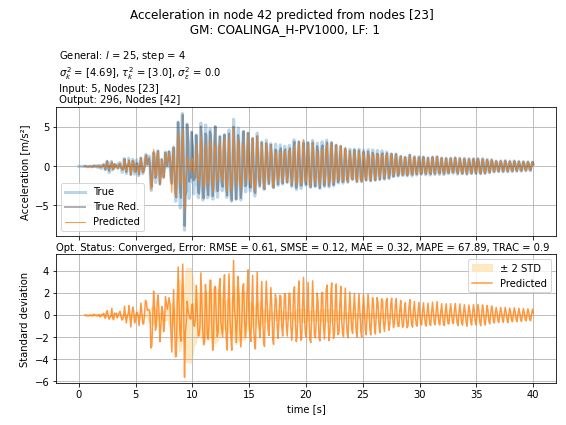 Acceleration in node 42 predicted from nodes [23]
GM: COALINGA_H-PV1000, LF: 1
General: l = 25, step = 4
σ²ₖ = [4.69], τ²ₖ = [3.0], σ²ε = 0.0
Input: 5, Nodes [23]
Output: 296, Nodes [42]
Acceleration [m/s²]
5
0
−5
True
True Red.
Predicted
Opt. Status: Converged, Error: RMSE = 0.61, SMSE = 0.12, MAE = 0.32, MAPE = 67.89, TRAC = 0.9
Standard deviation
4
2
0
−2
−4
−6
± 2 STD
Predicted
0 5 10 15 20 25 30 35 40
time [s]